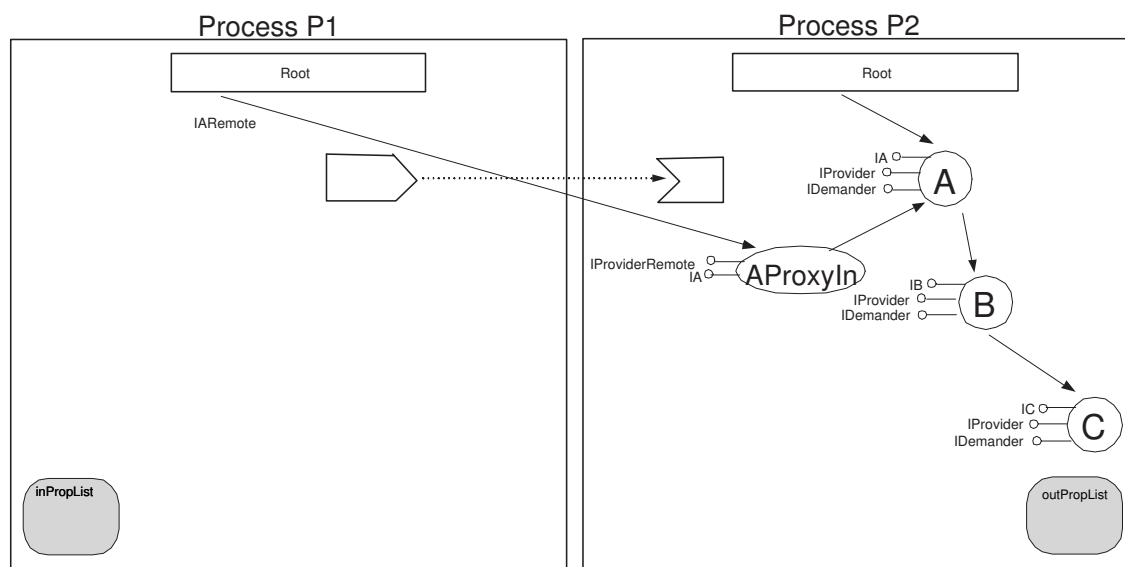 Process P1
Process P2
Root
Root
IARemote
IA
IProvider
IDemander
A
IProviderRemote
IA
AProxyIn
IB
IProvider
IDemander
B
IC
IProvider
IDemander
C
inPropList
outPropList